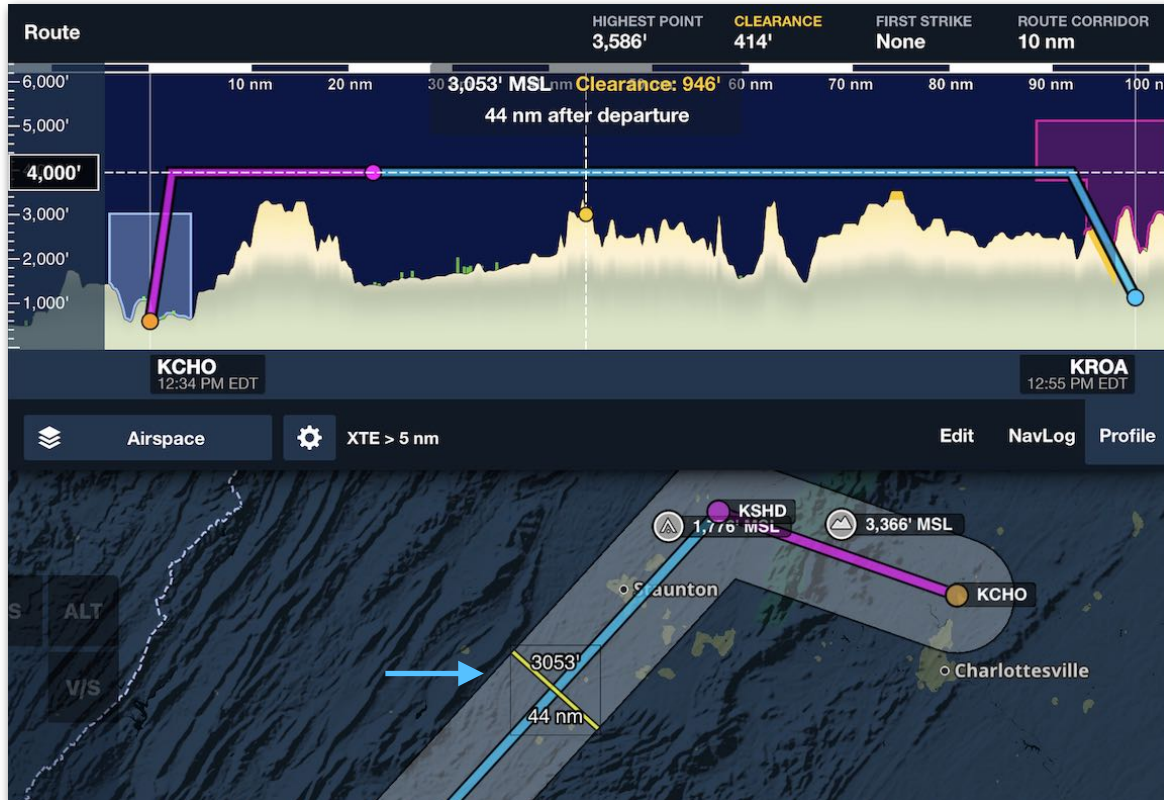 Route
HIGHEST POINT
3,586'
CLEARANCE
414'
FIRST STRIKE
None
ROUTE CORRIDOR
10 nm
6,000'
5,000'
4,000'
3,000'
2,000'
1,000'
10 nm 20 nm 30 nm 60 nm 70 nm 80 nm 90 nm 100 n
3,053' MSL Clearance: 946'
44 nm after departure
KCHO
12:34 PM EDT
KROA
12:55 PM EDT
Airspace
XTE > 5 nm
Edit
NavLog
Profile
KSHD
1,776' MSL
3,366' MSL
Staunton
KCHO
S
ALT
V/S
3053'
44 nm
Charlottesville